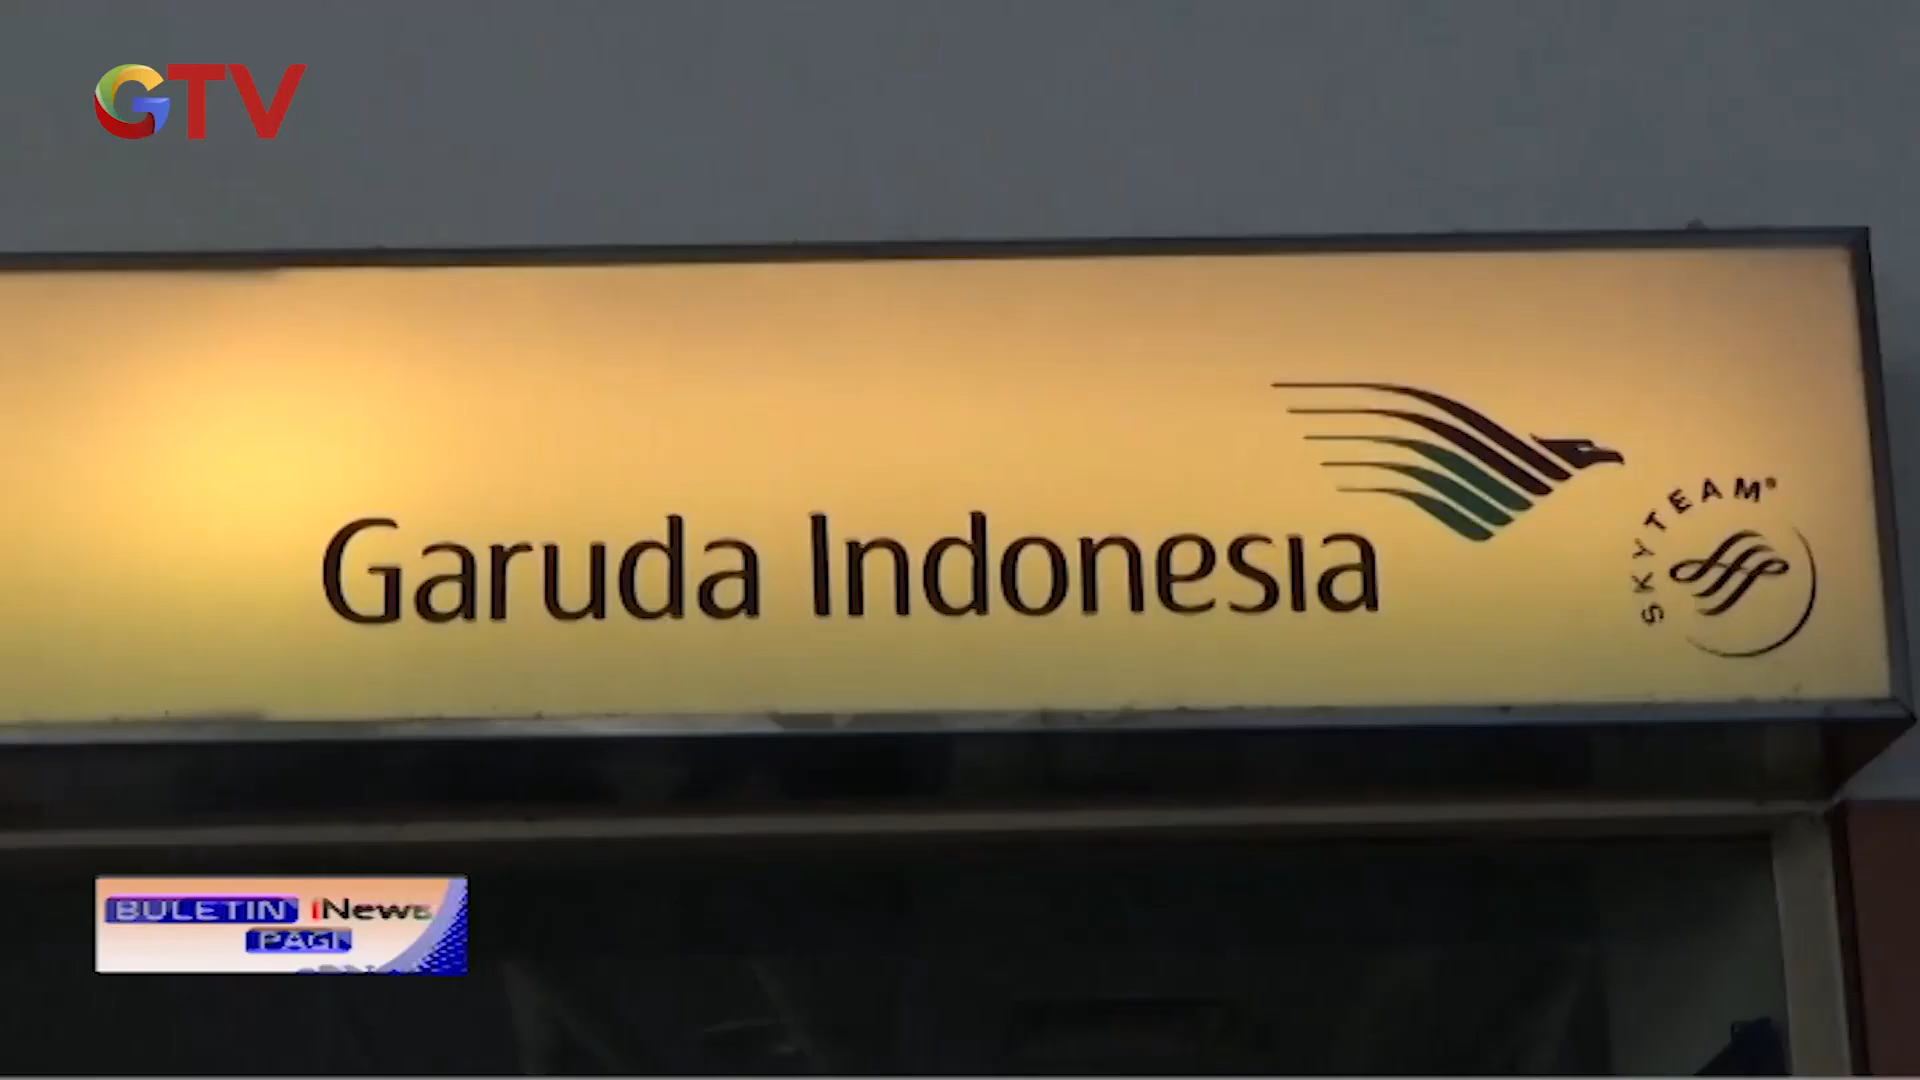 GTV
Garuda Indonesia
SKYTEAM®
BULETIN iNews
PAGI